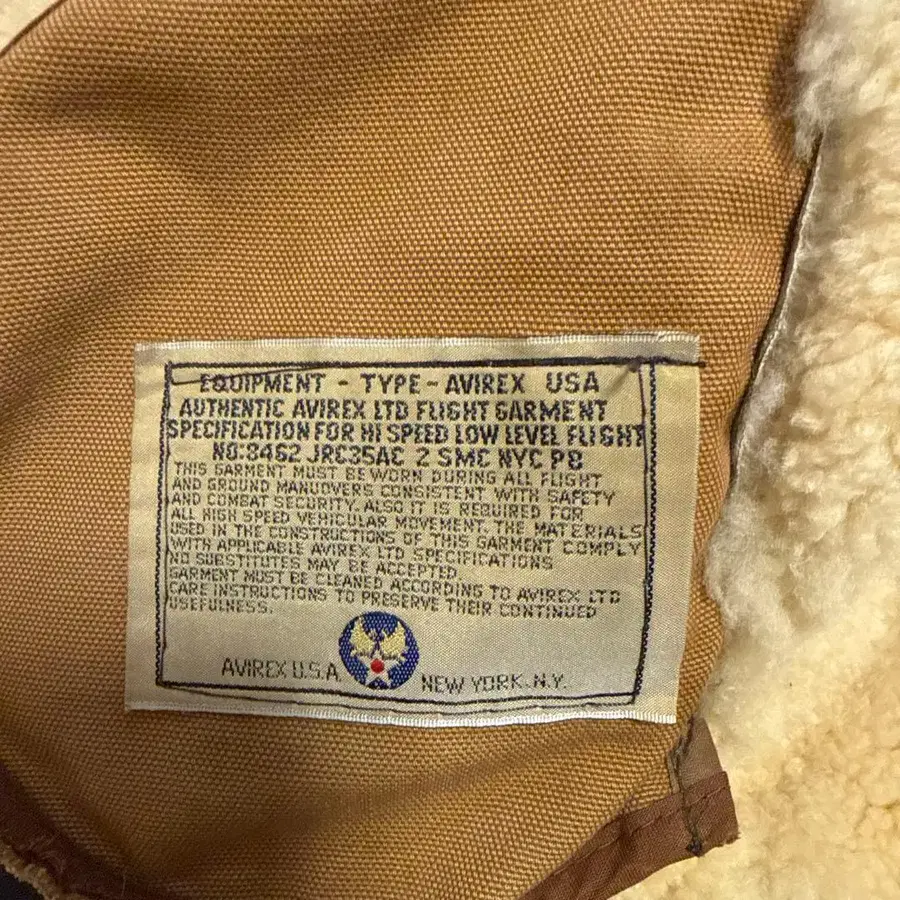 EQUIPMENT - TYPE - AVIREX USA
AUTHENTIC AVIREX LTD FLIGHT GARMENT
SPECIFICATION FOR HI SPEED LOW LEVEL FLIGHT
NO:8462 JRC35AC 2 SMC NYC PB
THIS GARMENT MUST BE WORN DURING ALL FLIGHT
AND GROUND MANUOVERS CONSISTENT WITH SAFETY
AND COMBAT SECURITY. ALSO IT IS REQUIRED FOR
ALL HIGH SPEED VEHICULAR MOVEMENT. THE MATERIALS
USED IN THE CONSTRUCTIONS OF THIS GARMENT COMPLY
WITH APPLICABLE AVIREX LTD SPECIFICATIONS
NO SUBSTITUTES MAY BE ACCEPTED.
GARMENT MUST BE CLEANED ACCORDING TO AVIREX LTD
CARE INSTRUCTIONS TO PRESERVE THEIR CONTINUED
USEFULNESS.
AVIREX U.S.A. NEW YORK. N.Y.